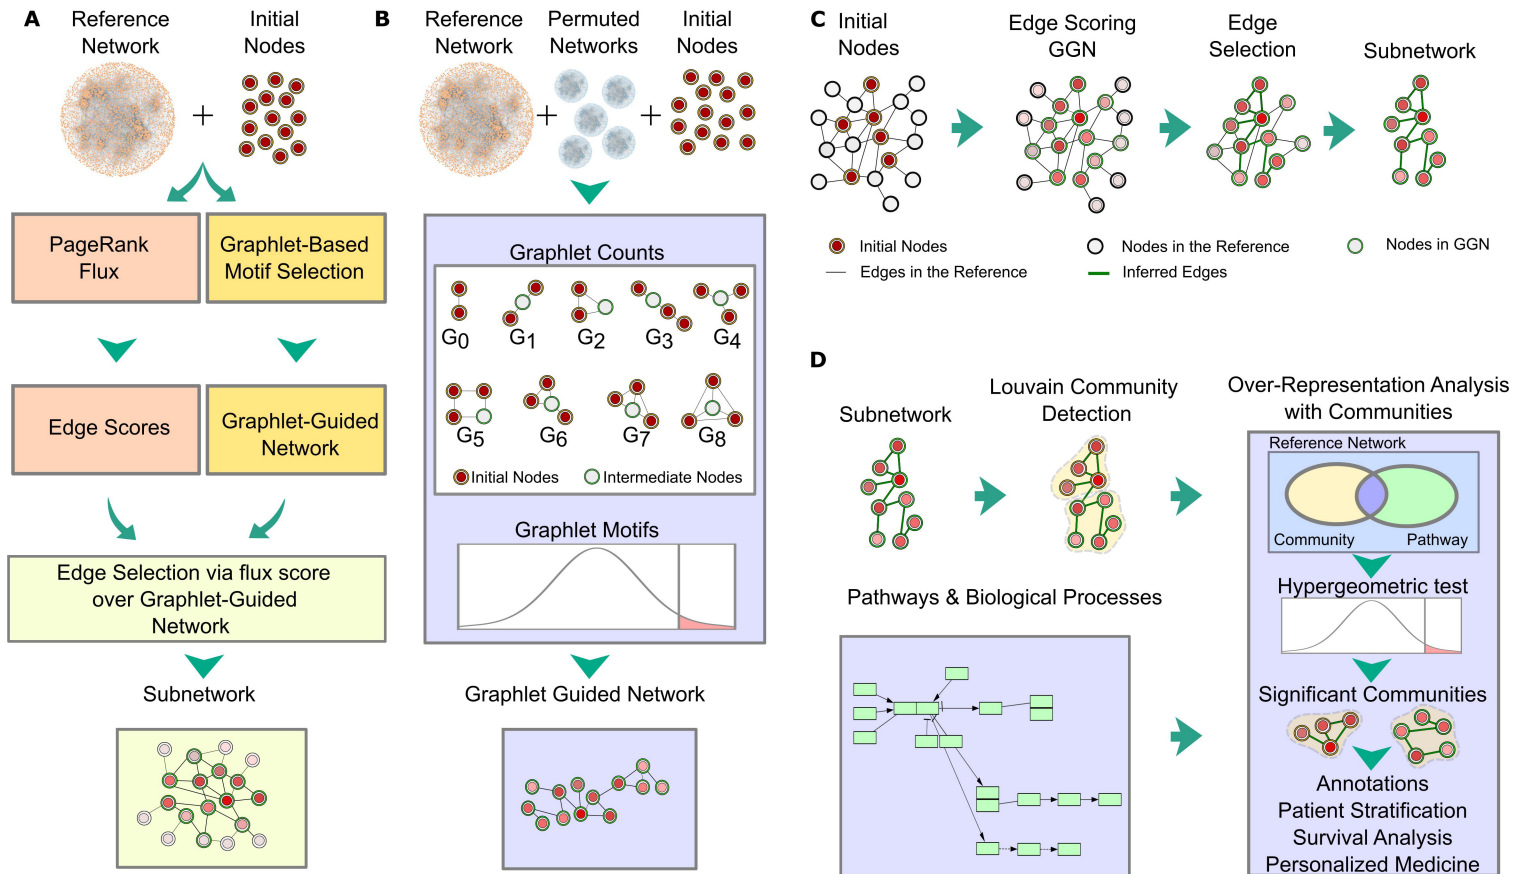 A
Reference
Network
Initial
Nodes
+
PageRank
Flux
Graphlet-Based
Motif Selection
Edge Scores
Graphlet-Guided
Network
Edge Selection via flux score
over Graphlet-Guided
Network
Subnetwork
B
Reference
Network
Permuted
Networks
Initial
Nodes
+
+
Graphlet Counts
G0
G1
G2
G3
G4
G5
G6
G7
G8
Initial Nodes
Intermediate Nodes
Graphlet Motifs
Graphlet Guided Network
C
Initial
Nodes
Edge Scoring
GGN
Edge
Selection
Subnetwork
Initial Nodes
Nodes in the Reference
Nodes in GGN
Edges in the Reference
Inferred Edges
D
Subnetwork
Louvain Community
Detection
Over-Representation Analysis
with Communities
Reference Network
Community
Pathway
Hypergeometric test
Pathways & Biological Processes
Significant Communities
Annotations
Patient Stratification
Survival Analysis
Personalized Medicine